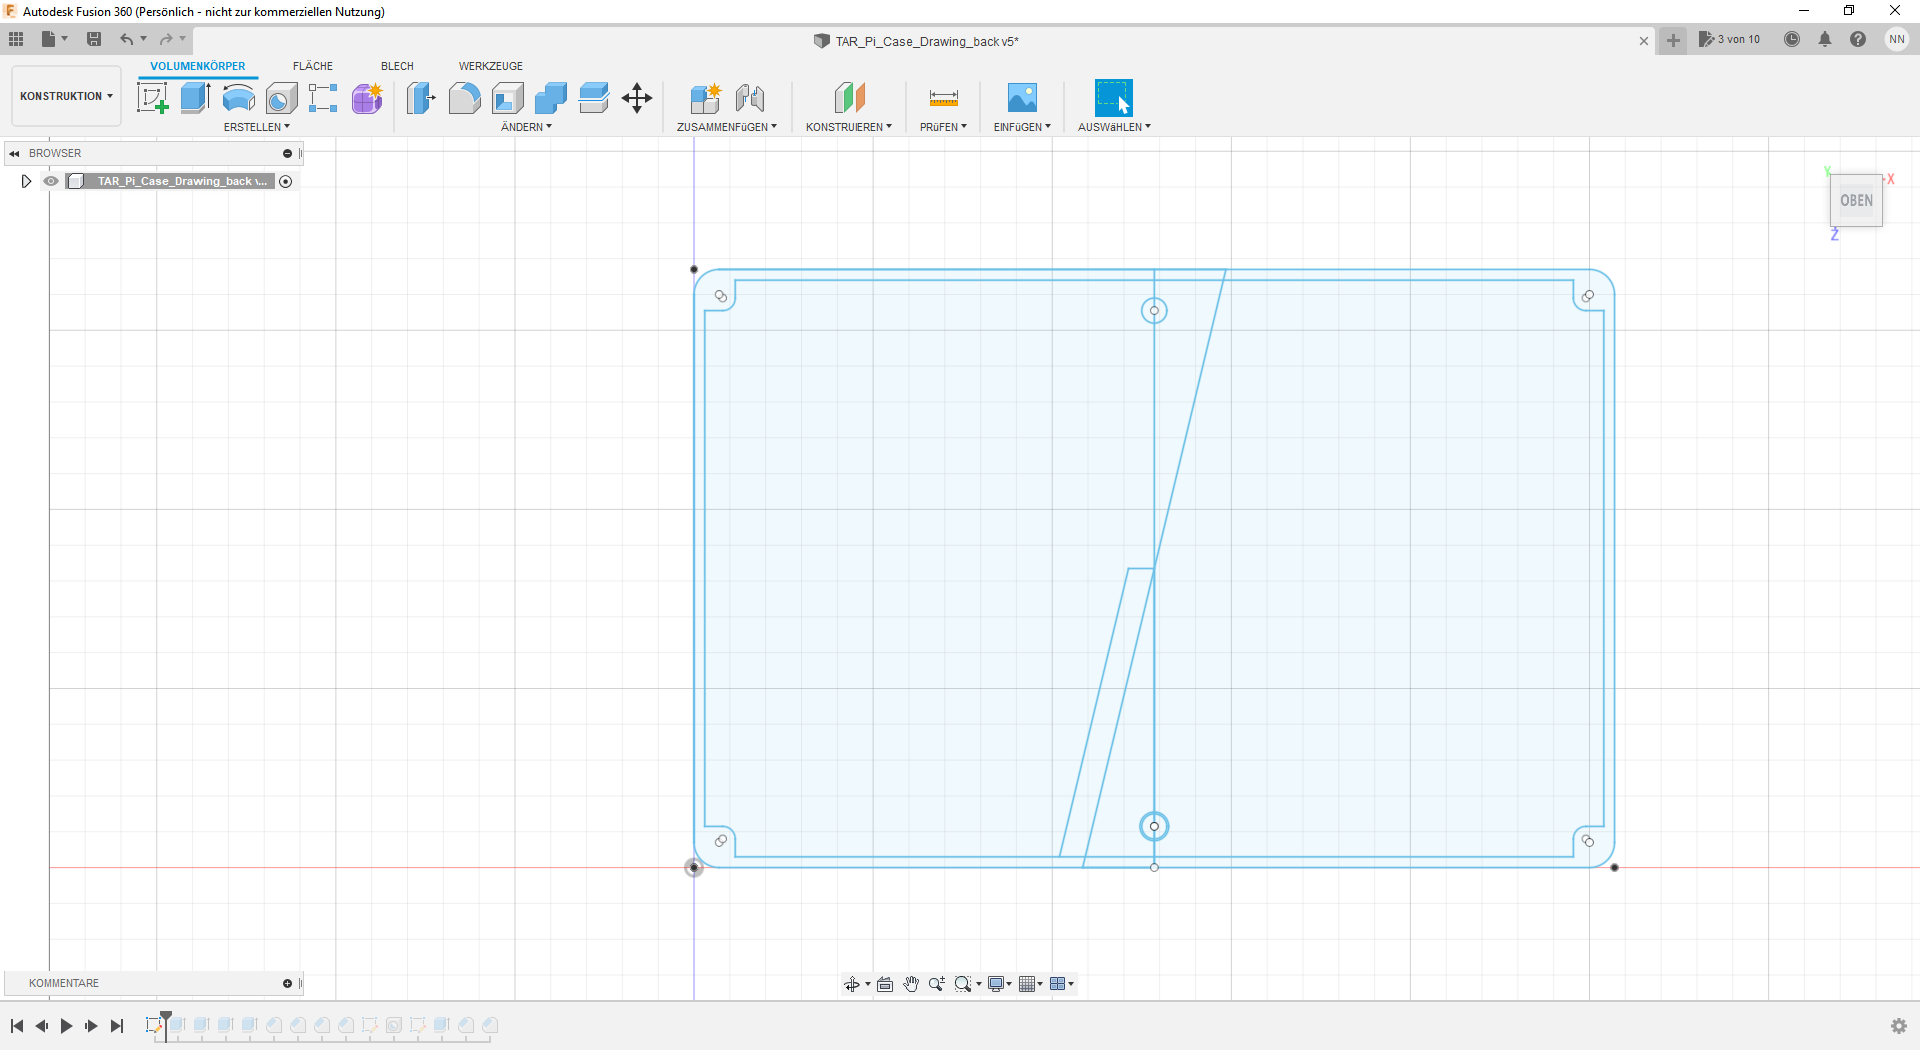 Autodesk Fusion 360 (Persönlich - nicht zur kommerziellen Nutzung)
TAR_Pi_Case_Drawing_back v5*
3 von 10
NN
VOLUMENKÖRPER
FLÄCHE
BLECH
WERKZEUGE
KONSTRUKTION
ERSTELLEN
ÄNDERN
ZUSAMMENFüGEN
KONSTRUIEREN
PRüFEN
EINFüGEN
AUSWäHLEN
BROWSER
TAR_Pi_Case_Drawing_back v...
Y
X
OBEN
Z
KOMMENTARE